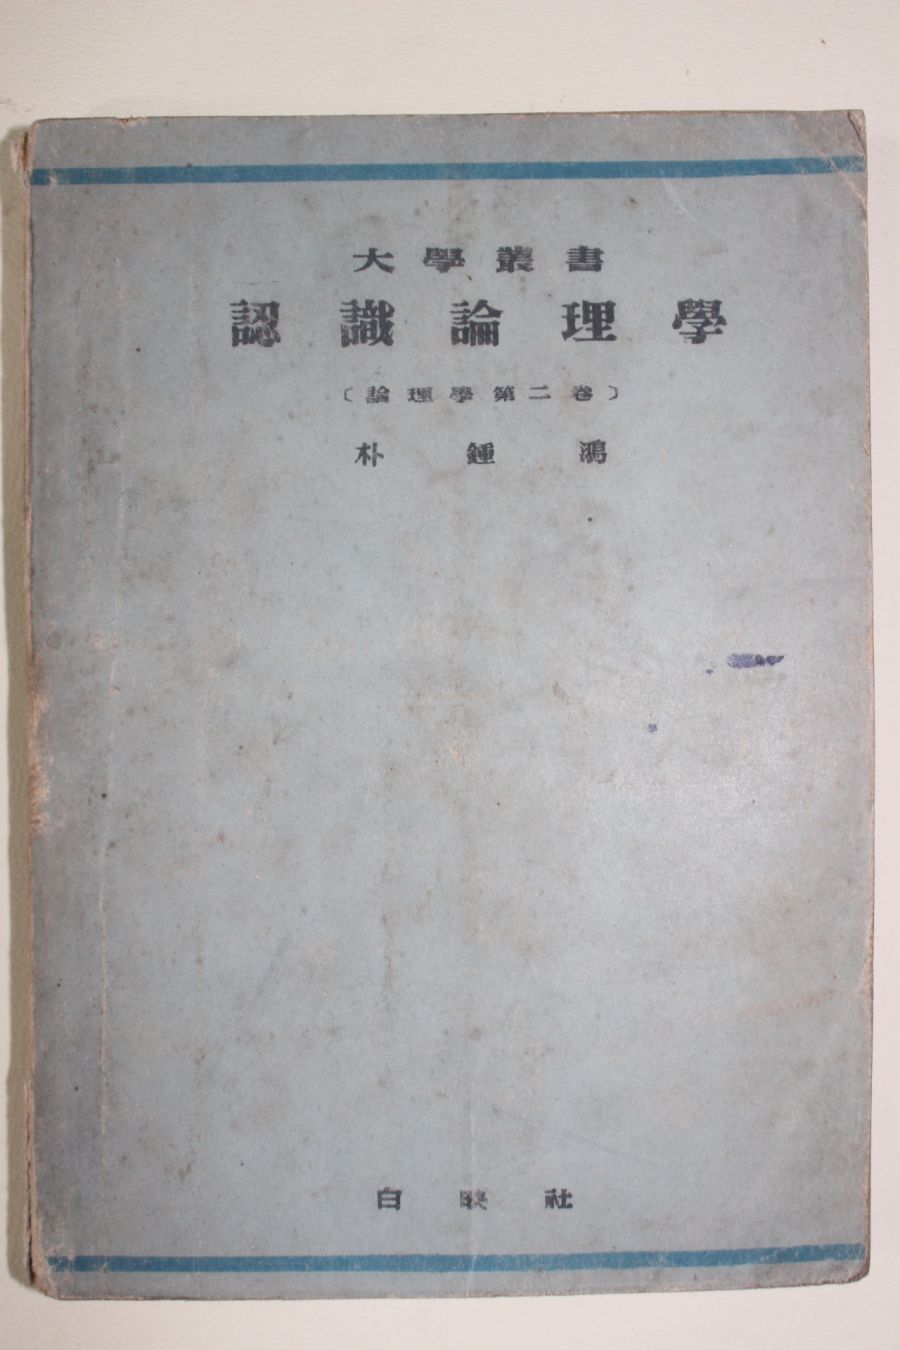 大學叢書
認識論理學
〔論理學第二卷〕
朴鍾鴻
白映社